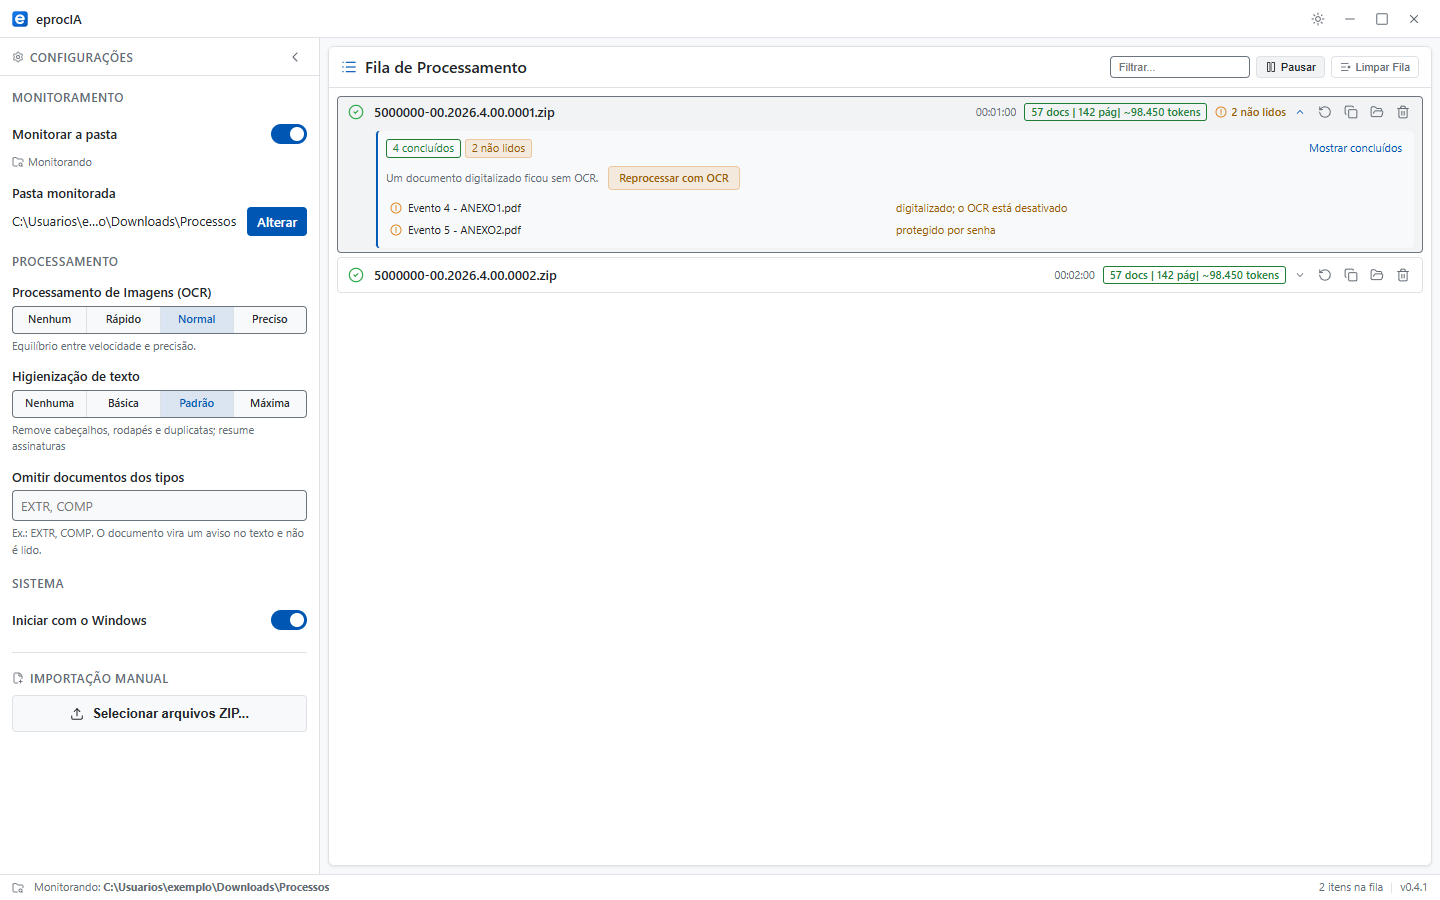 eprocIA
CONFIGURAÇÕES
MONITORAMENTO
Monitorar a pasta
Monitorando
Pasta monitorada
C:\Usuarios\e...o\Downloads\Processos
Alterar
PROCESSAMENTO
Processamento de Imagens (OCR)
Nenhum Rápido Normal Preciso
Equilíbrio entre velocidade e precisão.
Higienização de texto
Nenhuma Básica Padrão Máxima
Remove cabeçalhos, rodapés e duplicatas; resume
assinaturas
Omitir documentos dos tipos
EXTR, COMP
Ex.: EXTR, COMP. O documento vira um aviso no texto e não
é lido.
SISTEMA
Iniciar com o Windows
IMPORTAÇÃO MANUAL
Selecionar arquivos ZIP...
Fila de Processamento
Filtrar...
Pausar
Limpar Fila
5000000-00.2026.4.00.0001.zip 00:01:00 57 docs | 142 pág| ~98.450 tokens 2 não lidos
4 concluídos 2 não lidos Mostrar concluídos
Um documento digitalizado ficou sem OCR. Reprocessar com OCR
Evento 4 - ANEXO1.pdf digitalizado; o OCR está desativado
Evento 5 - ANEXO2.pdf protegido por senha
5000000-00.2026.4.00.0002.zip 00:02:00 57 docs | 142 pág| ~98.450 tokens
Monitorando: C:\Usuarios\exemplo\Downloads\Processos
2 itens na fila v0.4.1